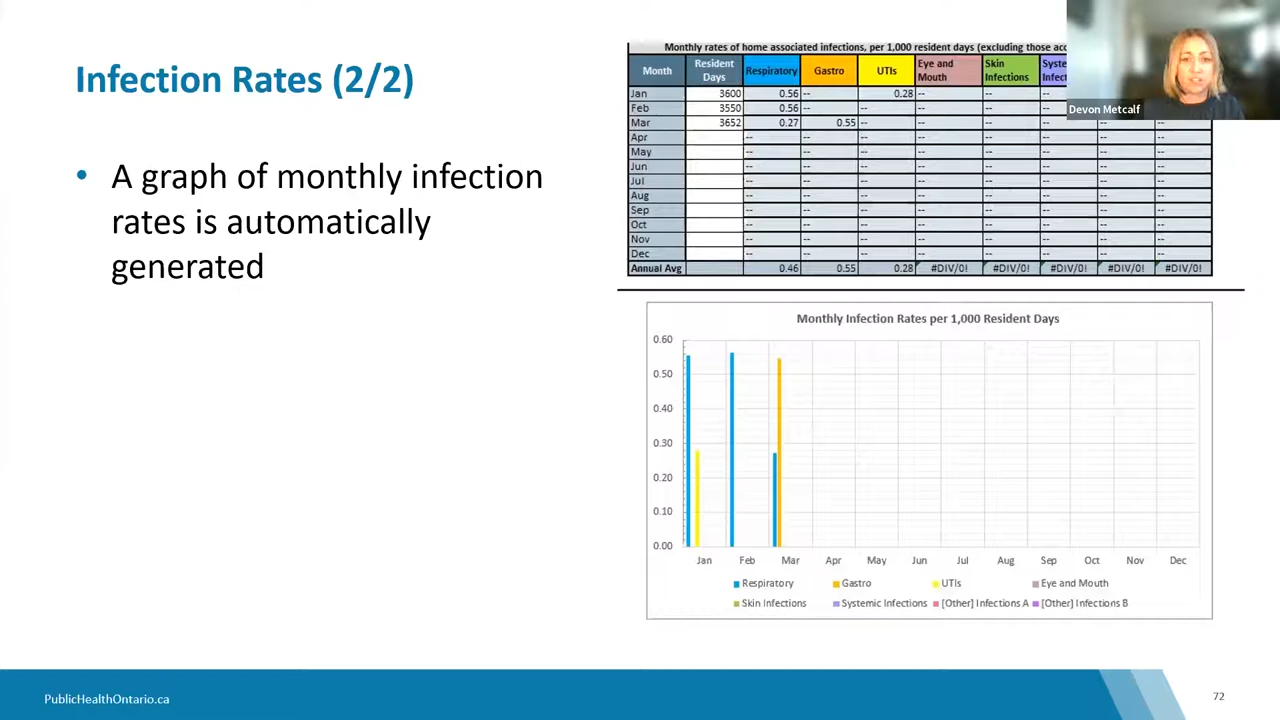 Infection Rates (2/2)
• A graph of monthly infection
rates is automatically
generated
Monthly rates of home associated infections, per 1,000 resident days (excluding those
Month Resident Days Respiratory Gastro UTIs Eye and Mouth Skin Infections
Jan 3600 0.56 -- 0.28 -- --
Feb 3550 0.56 -- -- -- --
Mar 3652 0.27 0.55 -- -- -- -- -- --
Apr -- -- -- -- -- -- -- --
May -- -- -- -- -- -- -- --
Jun -- -- -- -- -- -- -- --
Jul -- -- -- -- -- -- -- --
Aug -- -- -- -- -- -- -- --
Sep -- -- -- -- -- -- -- --
Oct -- -- -- -- -- -- -- --
Nov -- -- -- -- -- -- -- --
Dec -- -- -- -- -- -- -- --
Annual Avg 0.46 0.55 0.28 #DIV/0! #DIV/0! #DIV/0! #DIV/0! #DIV/0!
Devon Metcalf
Monthly Infection Rates per 1,000 Resident Days
0.60
0.50
0.40
0.30
0.20
0.10
0.00
Jan Feb Mar Apr May Jun Jul Aug Sep Oct Nov Dec
Respiratory Gastro UTIs Eye and Mouth
Skin Infections Systemic Infections [Other] Infections A [Other] Infections B
PublicHealthOntario.ca
72